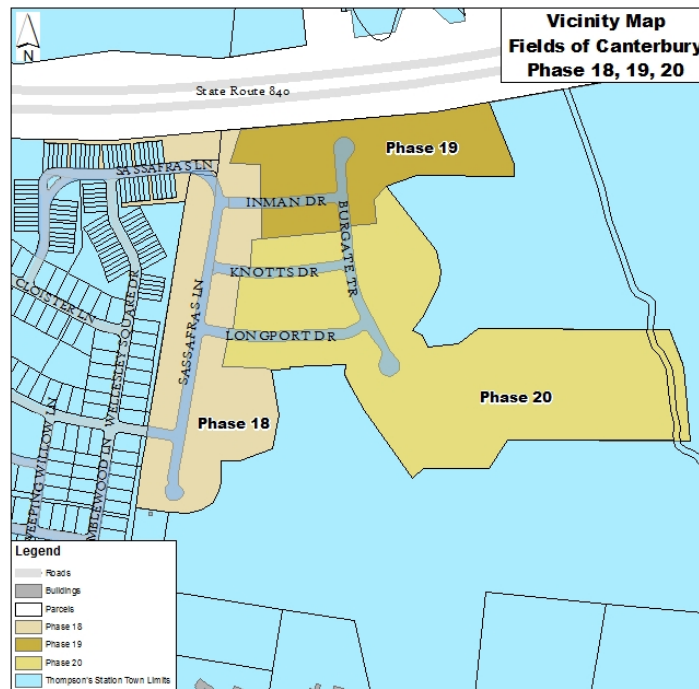 N
Vicinity Map
Fields of Canterbury
Phase 18, 19, 20
State Route 840
Phase 19
SASSAFRAS LN
INMAN DR
BURGATE TR
KNOTTS DR
CLOISTER LN
WELLESLEY SQUARE DR
SASSAFRAS LN
LONGPORT DR
Phase 20
Phase 18
WEEPING WILLOW LN
MBLEWOOD LN
Legend
Roads
Buildings
Parcels
Phase 18
Phase 19
Phase 20
Thompson's Station Town Limits